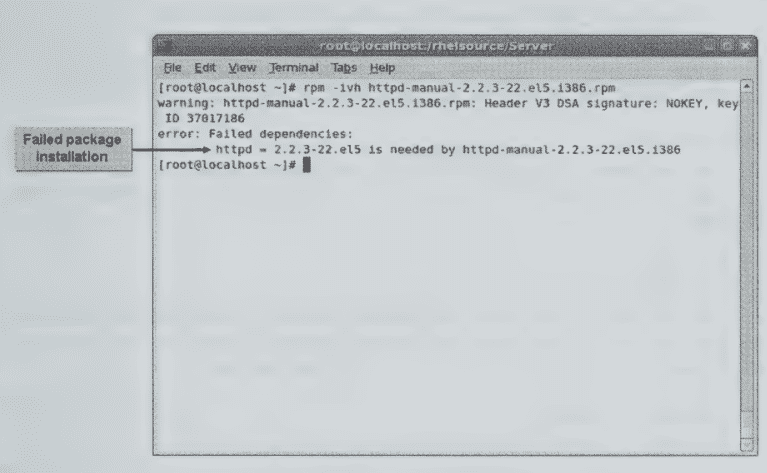 root@localhost:/rhelsource/Server
File Edit View Terminal Tabs Help
[root@localhost ~]# rpm -ivh httpd-manual-2.2.3-22.el5.i386.rpm
warning: httpd-manual-2.2.3-22.el5.i386.rpm: Header V3 DSA signature: NOKEY, key
ID 37017186
error: Failed dependencies:
Failed package
installation
httpd = 2.2.3-22.el5 is needed by httpd-manual-2.2.3-22.el5.i386
[root@localhost ~]#